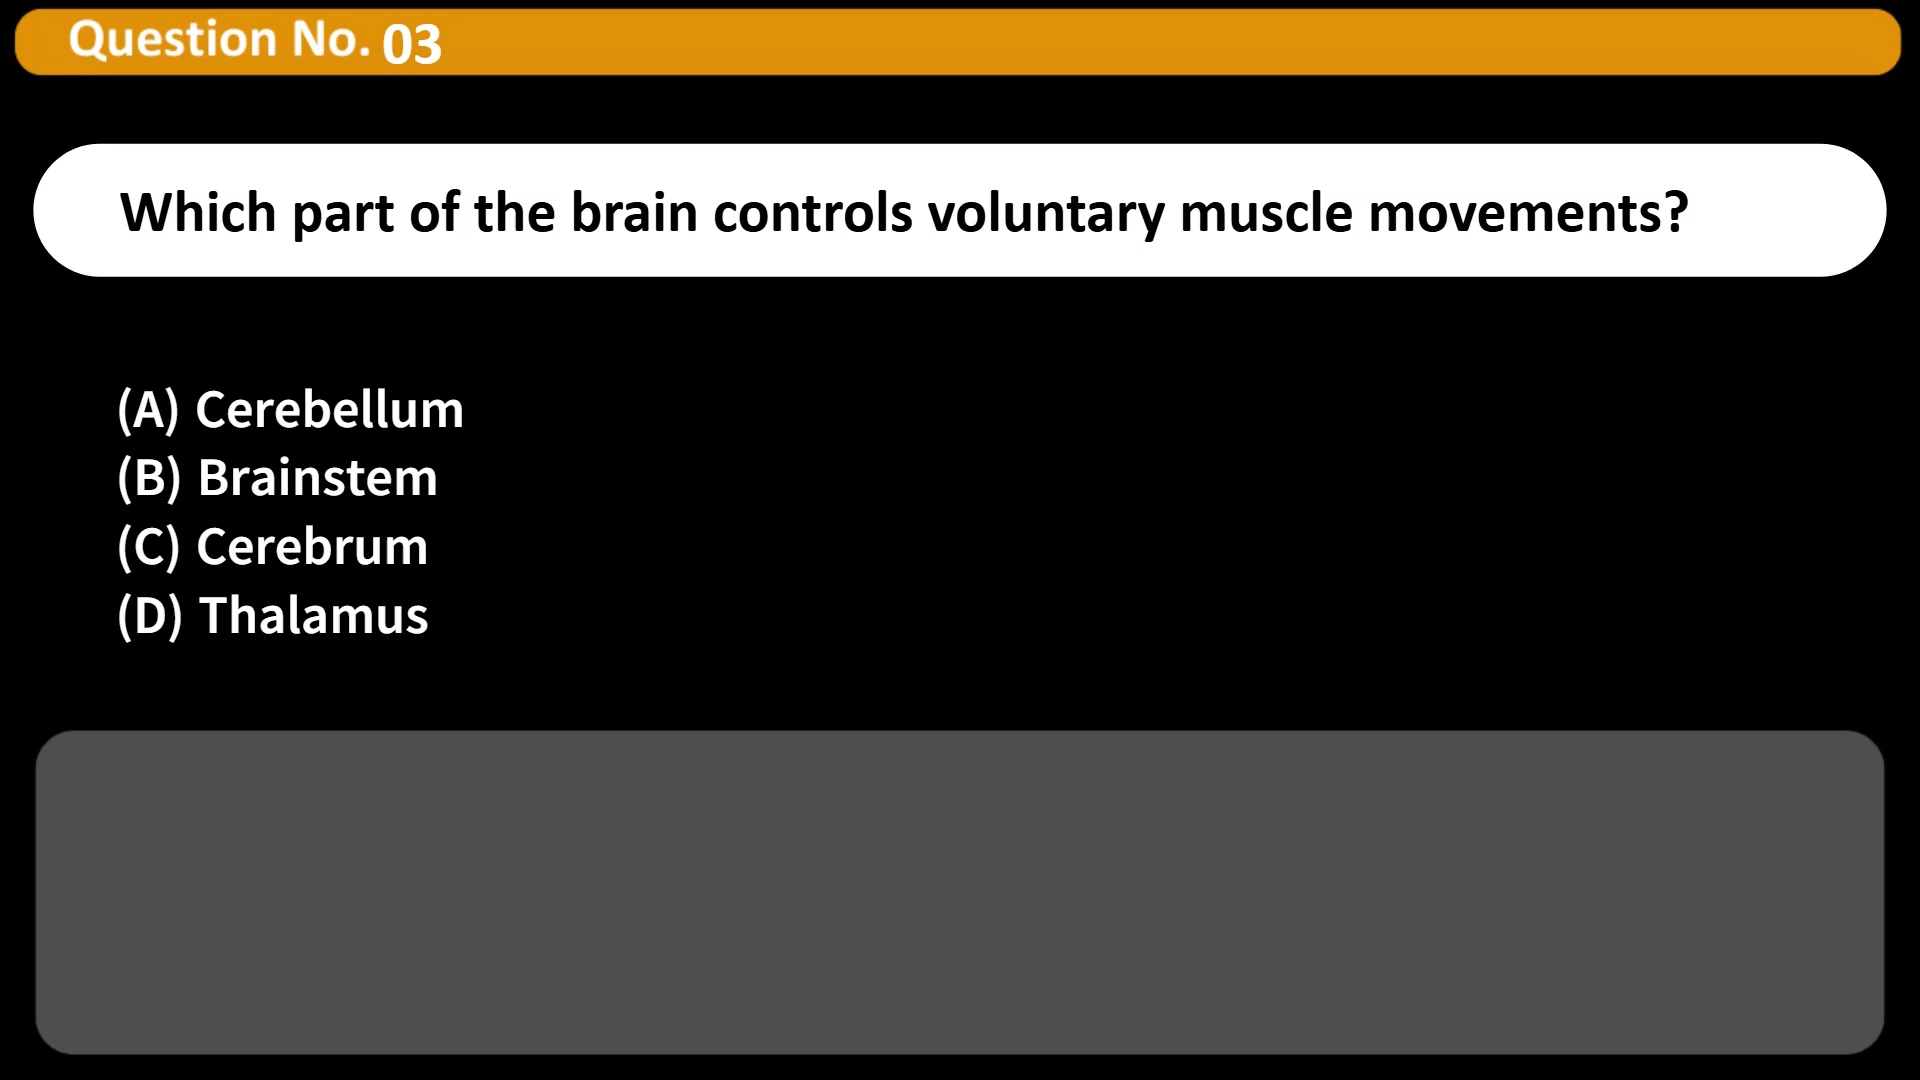 Question No. 03
Which part of the brain controls voluntary muscle movements?
(A) Cerebellum
(B) Brainstem
(C) Cerebrum
(D) Thalamus